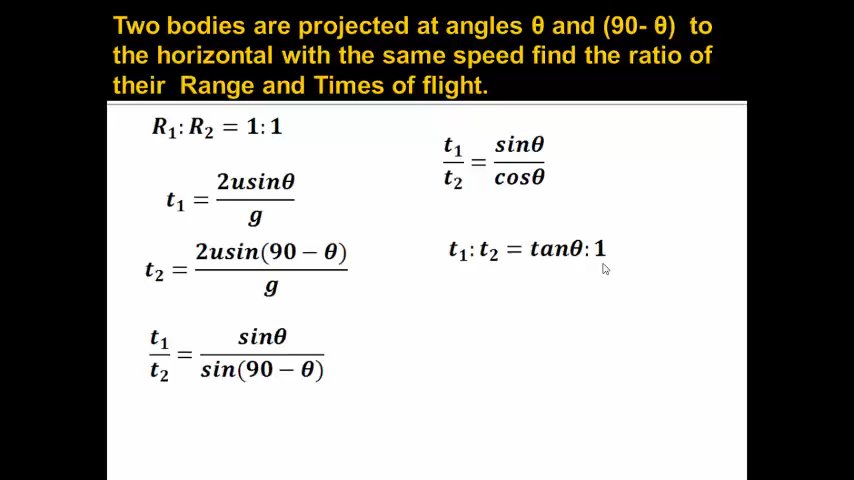 Two bodies are projected at angles θ and (90- θ) to
the horizontal with the same speed find the ratio of
their Range and Times of flight.
R₁: R₂ = 1: 1
t₁ = 2usinθ / g
t₂ = 2usin(90 − θ) / g
t₁ / t₂ = sinθ / sin(90 − θ)
t₁ / t₂ = sinθ / cosθ
t₁: t₂ = tanθ: 1